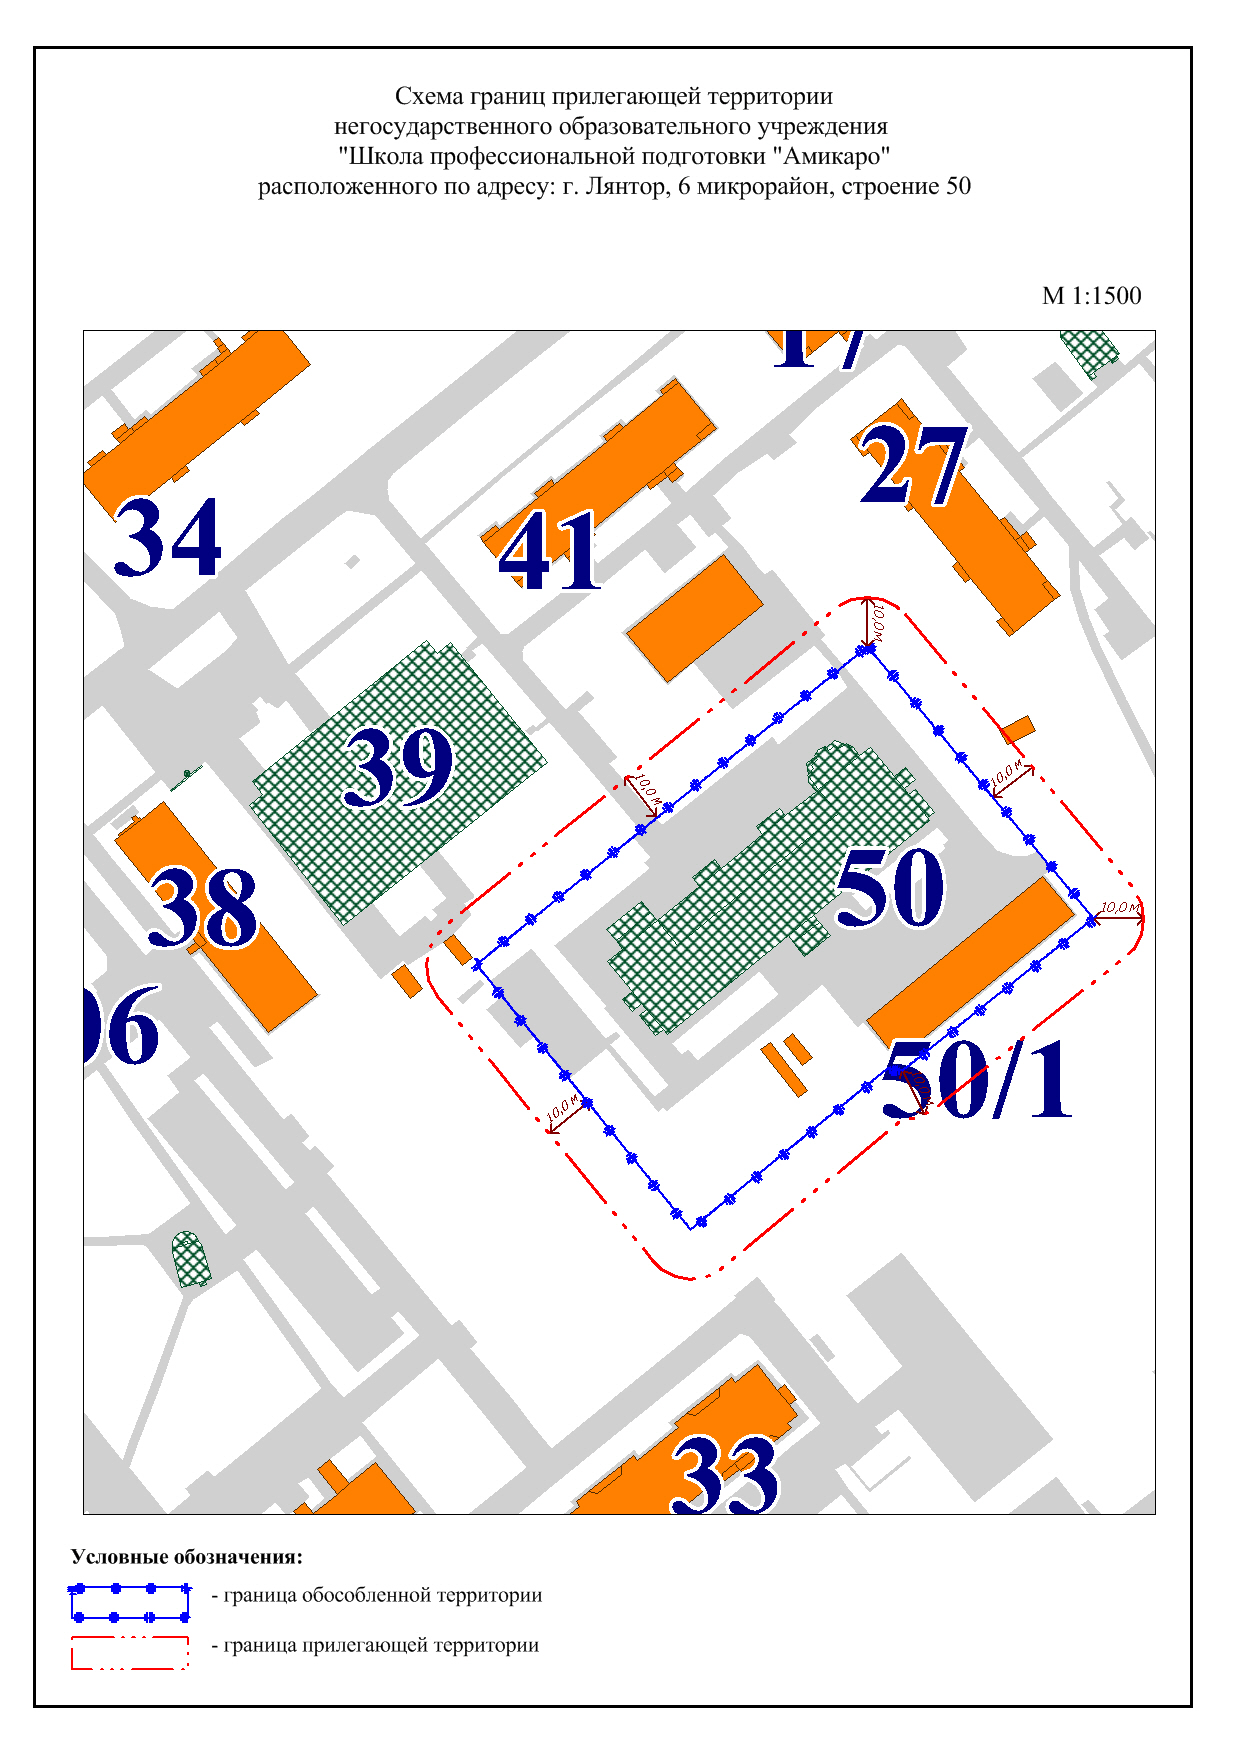 Схема границ прилегающей территории
негосударственного образовательного учреждения
"Школа профессиональной подготовки "Амикаро"
расположенного по адресу: г. Лянтор, 6 микрорайон, строение 50
М 1:1500
17
27
34
41
10,0 м
39
10,0 м
10,0 м
38
50
10,0 м
06
50/1
10,0 м
33
Условные обозначения:
- граница обособленной территории
- граница прилегающей территории